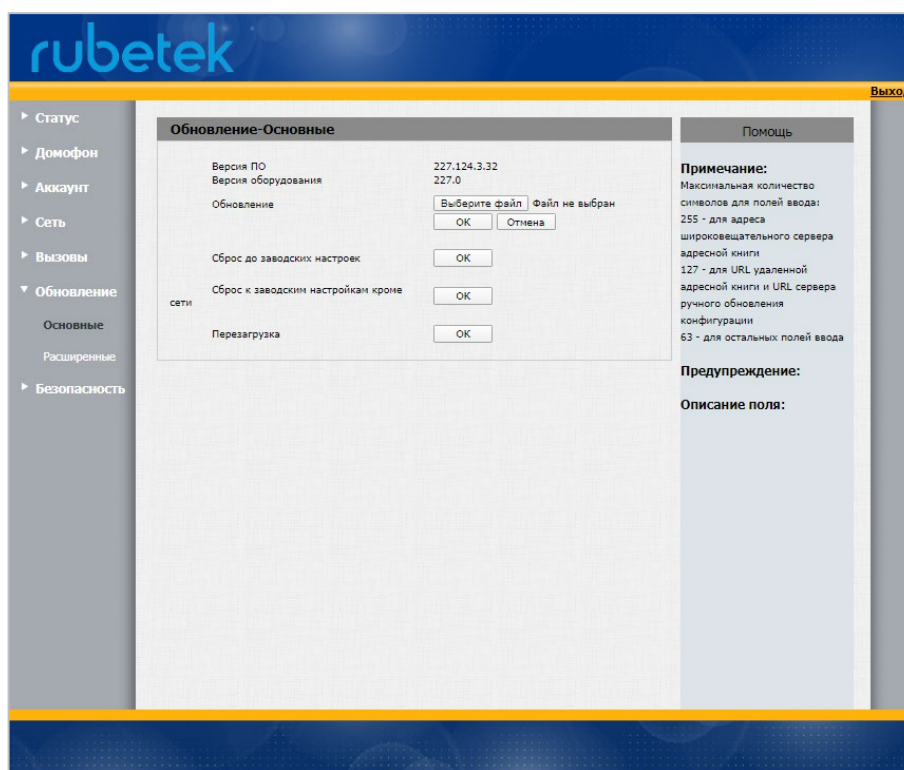 rubetek
Выхо
Статус
Домофон
Аккаунт
Сеть
Вызовы
Обновление
Основные
Расширенные
Безопасность
Обновление-Основные
Версия ПО 227.124.3.32
Версия оборудования 227.0
Обновление Выберите файл Файл не выбран
OK Отмена
Сброс до заводских настроек OK
Сброс к заводским настройкам кроме
сети OK
Перезагрузка OK
Помощь
Примечание:
Максимальная количество
символов для полей ввода:
255 - для адреса
широковещательного сервера
адресной книги
127 - для URL удаленной
адресной книги и URL сервера
ручного обновления
конфигурации
63 - для остальных полей ввода
Предупреждение:
Описание поля: